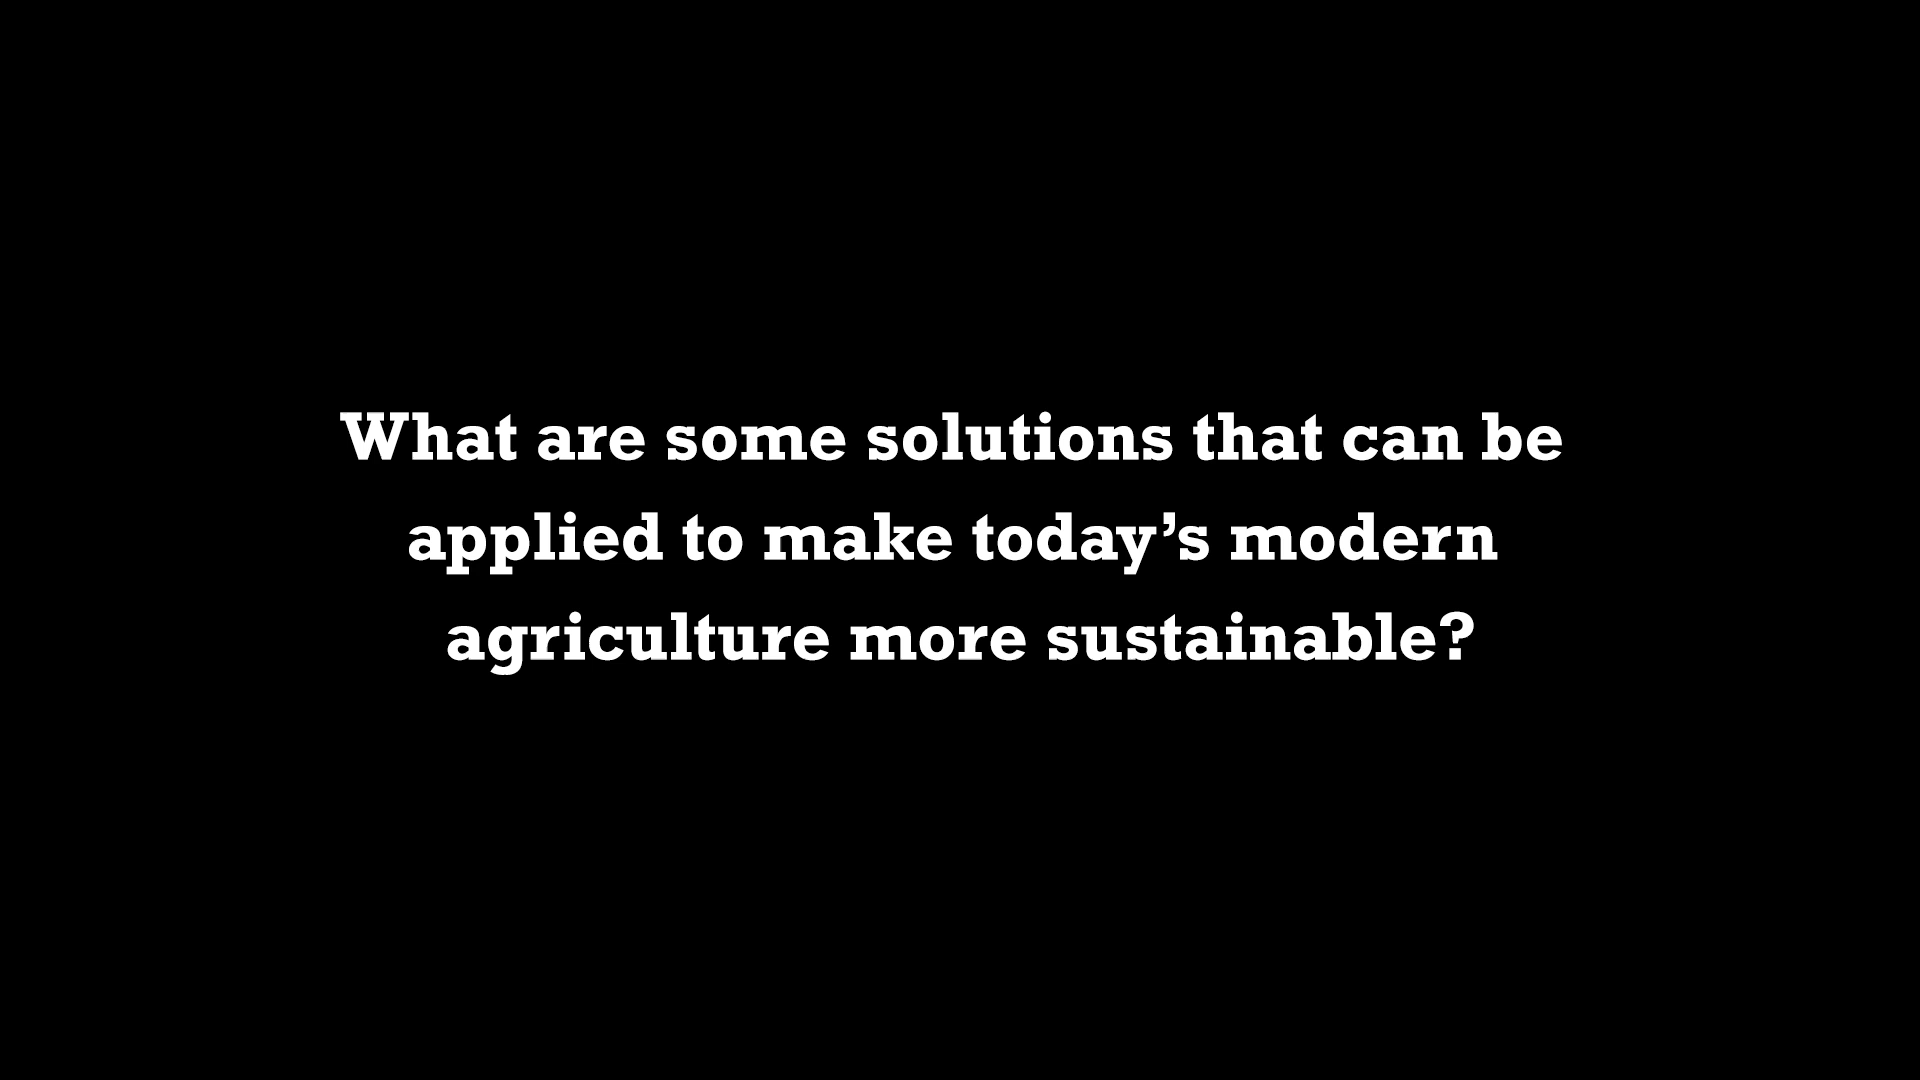 What are some solutions that can be
applied to make today’s modern
agriculture more sustainable?